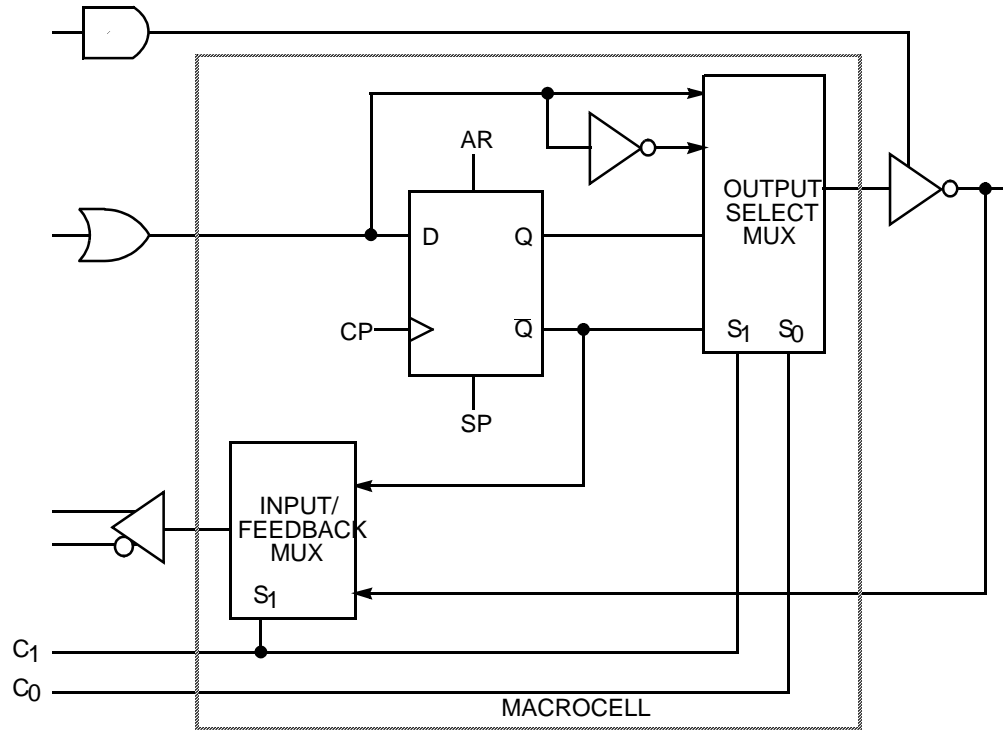 AR
OUTPUT
SELECT
MUX
D
Q
CP
Q̅
S1
S0
SP
INPUT/
FEEDBACK
MUX
S1
C1
C0
MACROCELL